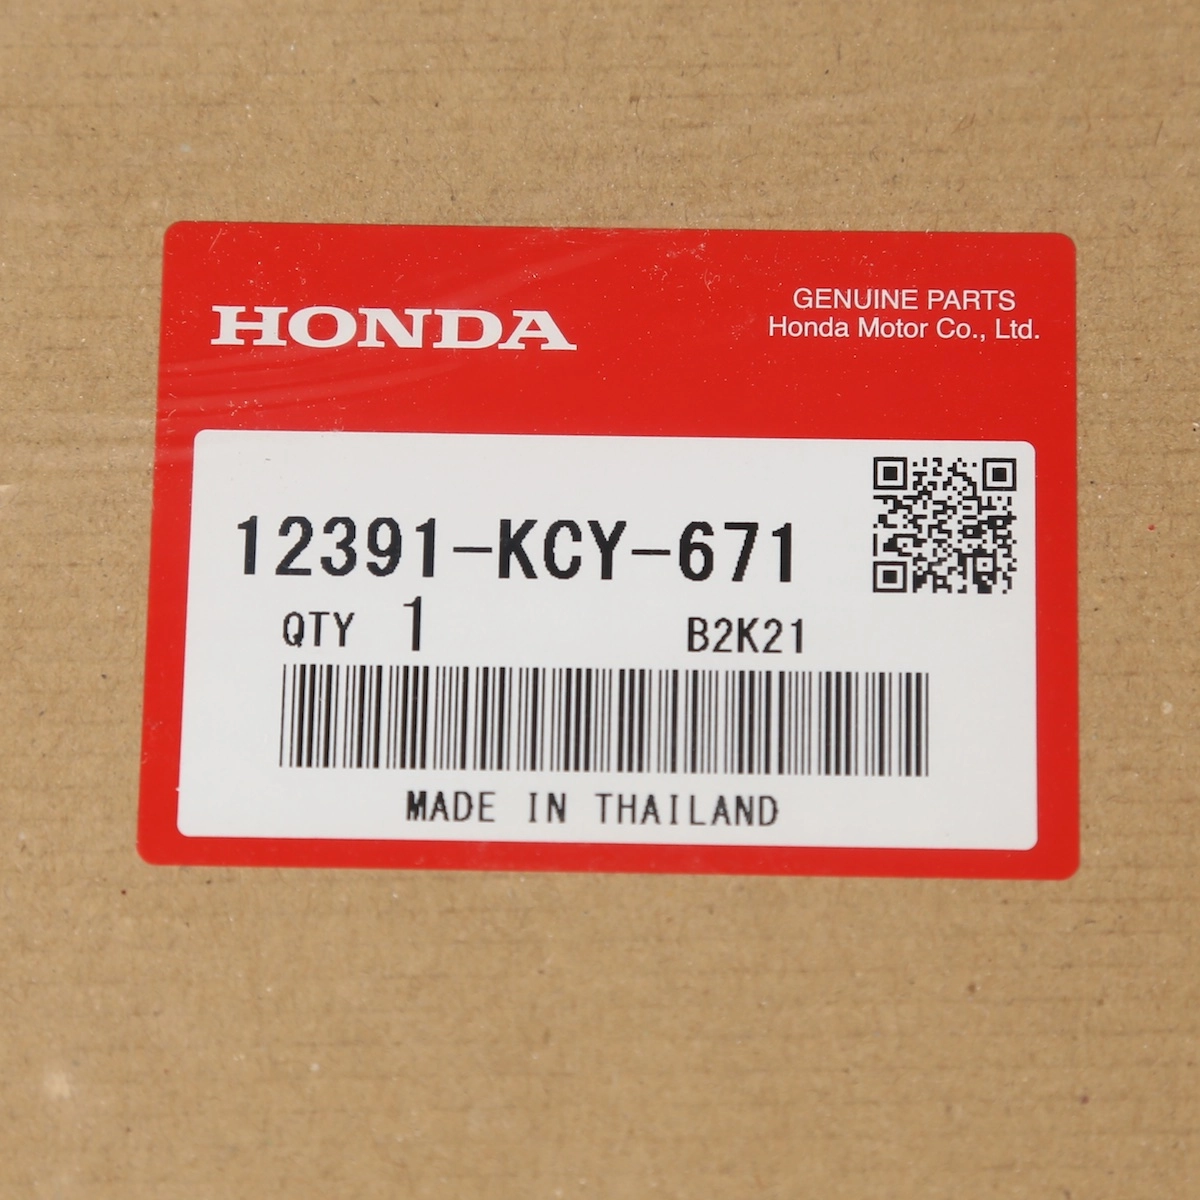 HONDA
GENUINE PARTS
Honda Motor Co., Ltd.
12391-KCY-671
QTY 1 B2K21
MADE IN THAILAND